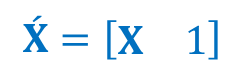 X́ = [X 1]